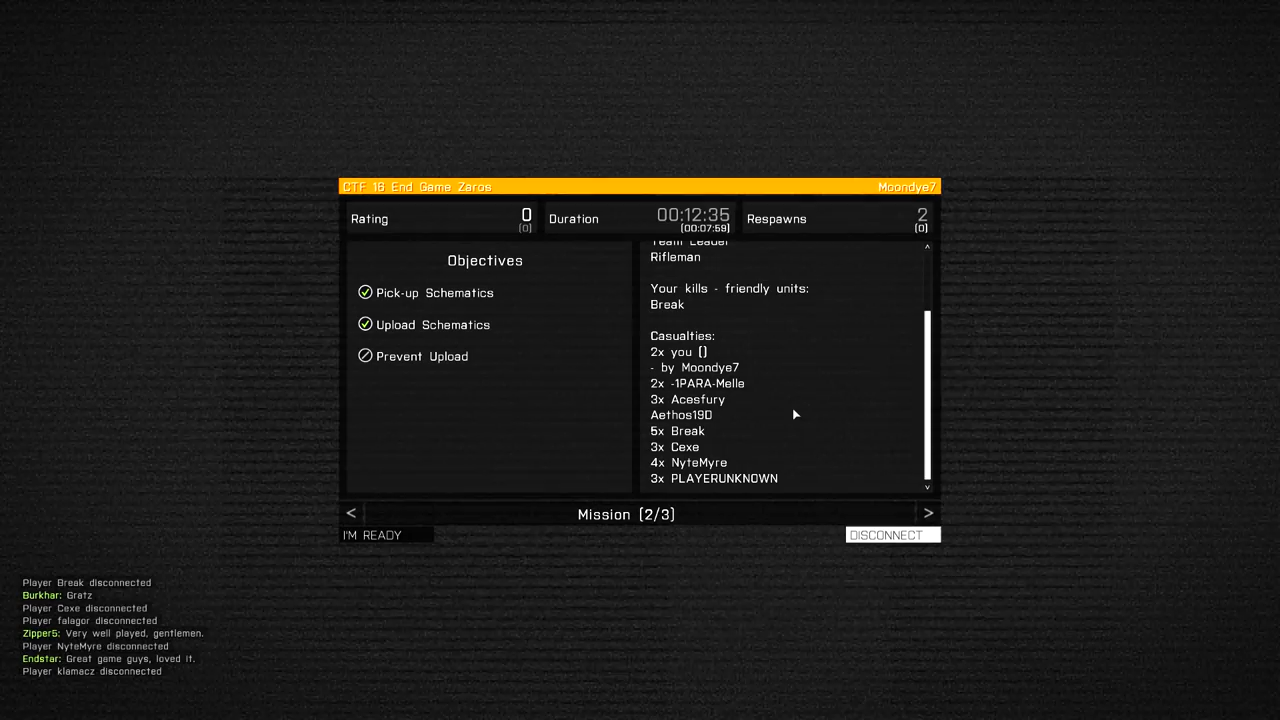 CTF 16 End Game Zaros
Moondye7
Rating
0
(0)
Duration
00:12:35
(00:07:59)
Respawns
2
(0)
Objectives
Pick-up Schematics
Upload Schematics
Prevent Upload
Team Leader
Rifleman
Your kills - friendly units:
Break
Casualties:
2x you ()
- by Moondye7
2x -1PARA-Melle
3x Acesfury
Aethos19D
5x Break
3x Cexe
4x NyteMyre
3x PLAYERUNKNOWN
< Mission (2/3) >
I'M READY
DISCONNECT
Player Break disconnected
Burkhar: Gratz
Player Cexe disconnected
Player falagor disconnected
Zipper5: Very well played, gentlemen.
Player NyteMyre disconnected
Endstar: Great game guys, loved it.
Player klamacz disconnected